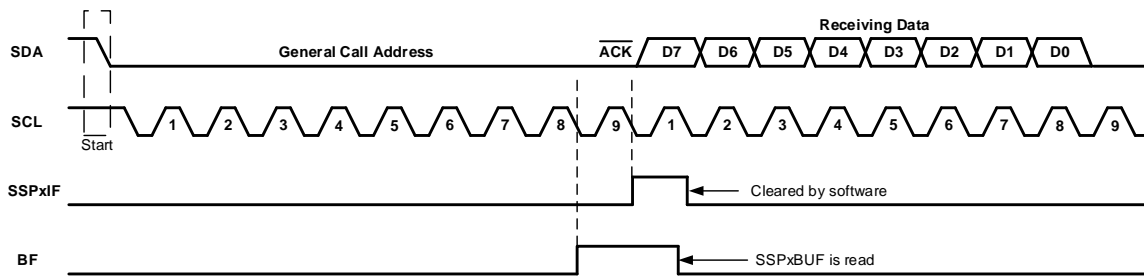 Receiving Data
SDA General Call Address ACK D7 D6 D5 D4 D3 D2 D1 D0
SCL 1 2 3 4 5 6 7 8 9 1 2 3 4 5 6 7 8 9
Start
SSPxIF Cleared by software
BF SSPxBUF is read